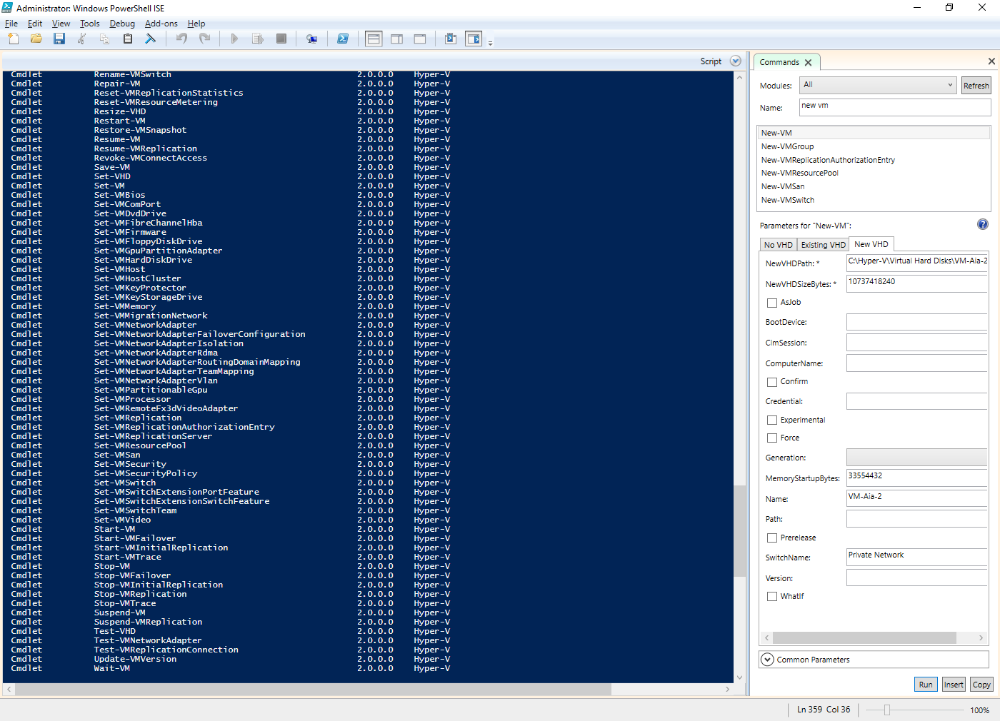 Administrator: Windows PowerShell ISE
File Edit View Tools Debug Add-ons Help
Script
Cmdlet Rename-VMSwitch 2.0.0.0 Hyper-V
Cmdlet Repair-VM 2.0.0.0 Hyper-V
Cmdlet Reset-VMReplicationStatistics 2.0.0.0 Hyper-V
Cmdlet Reset-VMResourceMetering 2.0.0.0 Hyper-V
Cmdlet Resize-VHD 2.0.0.0 Hyper-V
Cmdlet Restart-VM 2.0.0.0 Hyper-V
Cmdlet Restore-VMSnapshot 2.0.0.0 Hyper-V
Cmdlet Resume-VM 2.0.0.0 Hyper-V
Cmdlet Resume-VMReplication 2.0.0.0 Hyper-V
Cmdlet Revoke-VMConnectAccess 2.0.0.0 Hyper-V
Cmdlet Save-VM 2.0.0.0 Hyper-V
Cmdlet Set-VHD 2.0.0.0 Hyper-V
Cmdlet Set-VM 2.0.0.0 Hyper-V
Cmdlet Set-VMBios 2.0.0.0 Hyper-V
Cmdlet Set-VMComPort 2.0.0.0 Hyper-V
Cmdlet Set-VMDvdDrive 2.0.0.0 Hyper-V
Cmdlet Set-VMFibreChannelHba 2.0.0.0 Hyper-V
Cmdlet Set-VMFirmware 2.0.0.0 Hyper-V
Cmdlet Set-VMFloppyDiskDrive 2.0.0.0 Hyper-V
Cmdlet Set-VMGpuPartitionAdapter 2.0.0.0 Hyper-V
Cmdlet Set-VMHardDiskDrive 2.0.0.0 Hyper-V
Cmdlet Set-VMHost 2.0.0.0 Hyper-V
Cmdlet Set-VMHostCluster 2.0.0.0 Hyper-V
Cmdlet Set-VMKeyProtector 2.0.0.0 Hyper-V
Cmdlet Set-VMKeyStorageDrive 2.0.0.0 Hyper-V
Cmdlet Set-VMMemory 2.0.0.0 Hyper-V
Cmdlet Set-VMMigrationNetwork 2.0.0.0 Hyper-V
Cmdlet Set-VMNetworkAdapter 2.0.0.0 Hyper-V
Cmdlet Set-VMNetworkAdapterFailoverConfiguration 2.0.0.0 Hyper-V
Cmdlet Set-VMNetworkAdapterIsolation 2.0.0.0 Hyper-V
Cmdlet Set-VMNetworkAdapterRdma 2.0.0.0 Hyper-V
Cmdlet Set-VMNetworkAdapterRoutingDomainMapping 2.0.0.0 Hyper-V
Cmdlet Set-VMNetworkAdapterTeamMapping 2.0.0.0 Hyper-V
Cmdlet Set-VMNetworkAdapterVlan 2.0.0.0 Hyper-V
Cmdlet Set-VMPartitionableGpu 2.0.0.0 Hyper-V
Cmdlet Set-VMProcessor 2.0.0.0 Hyper-V
Cmdlet Set-VMRemoteFx3dVideoAdapter 2.0.0.0 Hyper-V
Cmdlet Set-VMReplication 2.0.0.0 Hyper-V
Cmdlet Set-VMReplicationAuthorizationEntry 2.0.0.0 Hyper-V
Cmdlet Set-VMReplicationServer 2.0.0.0 Hyper-V
Cmdlet Set-VMResourcePool 2.0.0.0 Hyper-V
Cmdlet Set-VMSan 2.0.0.0 Hyper-V
Cmdlet Set-VMSecurity 2.0.0.0 Hyper-V
Cmdlet Set-VMSecurityPolicy 2.0.0.0 Hyper-V
Cmdlet Set-VMSwitch 2.0.0.0 Hyper-V
Cmdlet Set-VMSwitchExtensionPortFeature 2.0.0.0 Hyper-V
Cmdlet Set-VMSwitchExtensionSwitchFeature 2.0.0.0 Hyper-V
Cmdlet Set-VMSwitchTeam 2.0.0.0 Hyper-V
Cmdlet Set-VMVideo 2.0.0.0 Hyper-V
Cmdlet Start-VM 2.0.0.0 Hyper-V
Cmdlet Start-VMFailover 2.0.0.0 Hyper-V
Cmdlet Start-VMInitialReplication 2.0.0.0 Hyper-V
Cmdlet Start-VMTrace 2.0.0.0 Hyper-V
Cmdlet Stop-VM 2.0.0.0 Hyper-V
Cmdlet Stop-VMFailover 2.0.0.0 Hyper-V
Cmdlet Stop-VMInitialReplication 2.0.0.0 Hyper-V
Cmdlet Stop-VMReplication 2.0.0.0 Hyper-V
Cmdlet Stop-VMTrace 2.0.0.0 Hyper-V
Cmdlet Suspend-VM 2.0.0.0 Hyper-V
Cmdlet Suspend-VMReplication 2.0.0.0 Hyper-V
Cmdlet Test-VHD 2.0.0.0 Hyper-V
Cmdlet Test-VMNetworkAdapter 2.0.0.0 Hyper-V
Cmdlet Test-VMReplicationConnection 2.0.0.0 Hyper-V
Cmdlet Update-VMVersion 2.0.0.0 Hyper-V
Cmdlet Wait-VM 2.0.0.0 Hyper-V
Commands
Modules: All Refresh
Name: new vm
New-VM
New-VMGroup
New-VMReplicationAuthorizationEntry
New-VMResourcePool
New-VMSan
New-VMSwitch
Parameters for "New-VM":
No VHD Existing VHD New VHD
NewVHDPath: * C:\Hyper-V\Virtual Hard Disks\VM-Aia-2
NewVHDSizeBytes: * 10737418240
AsJob
BootDevice:
CimSession:
ComputerName:
Confirm
Credential:
Experimental
Force
Generation:
MemoryStartupBytes: 33554432
Name: VM-Aia-2
Path:
Prerelease
SwitchName: Private Network
Version:
WhatIf
Common Parameters
Run Insert Copy
Ln 359 Col 36 100%